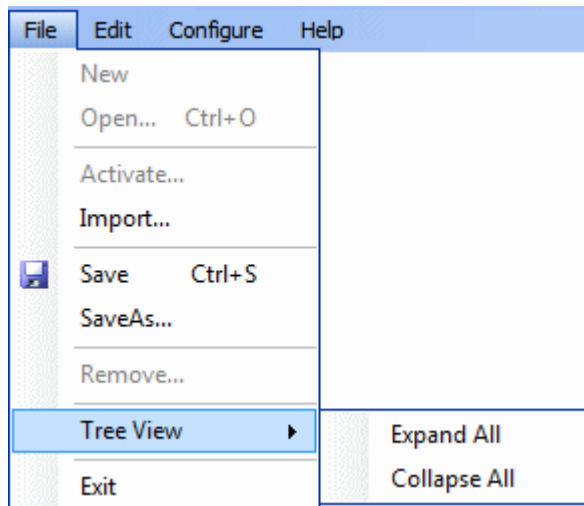 File Edit Configure Help
New
Open... Ctrl+O
Activate...
Import...
Save Ctrl+S
SaveAs...
Remove...
Tree View
Expand All
Exit
Collapse All